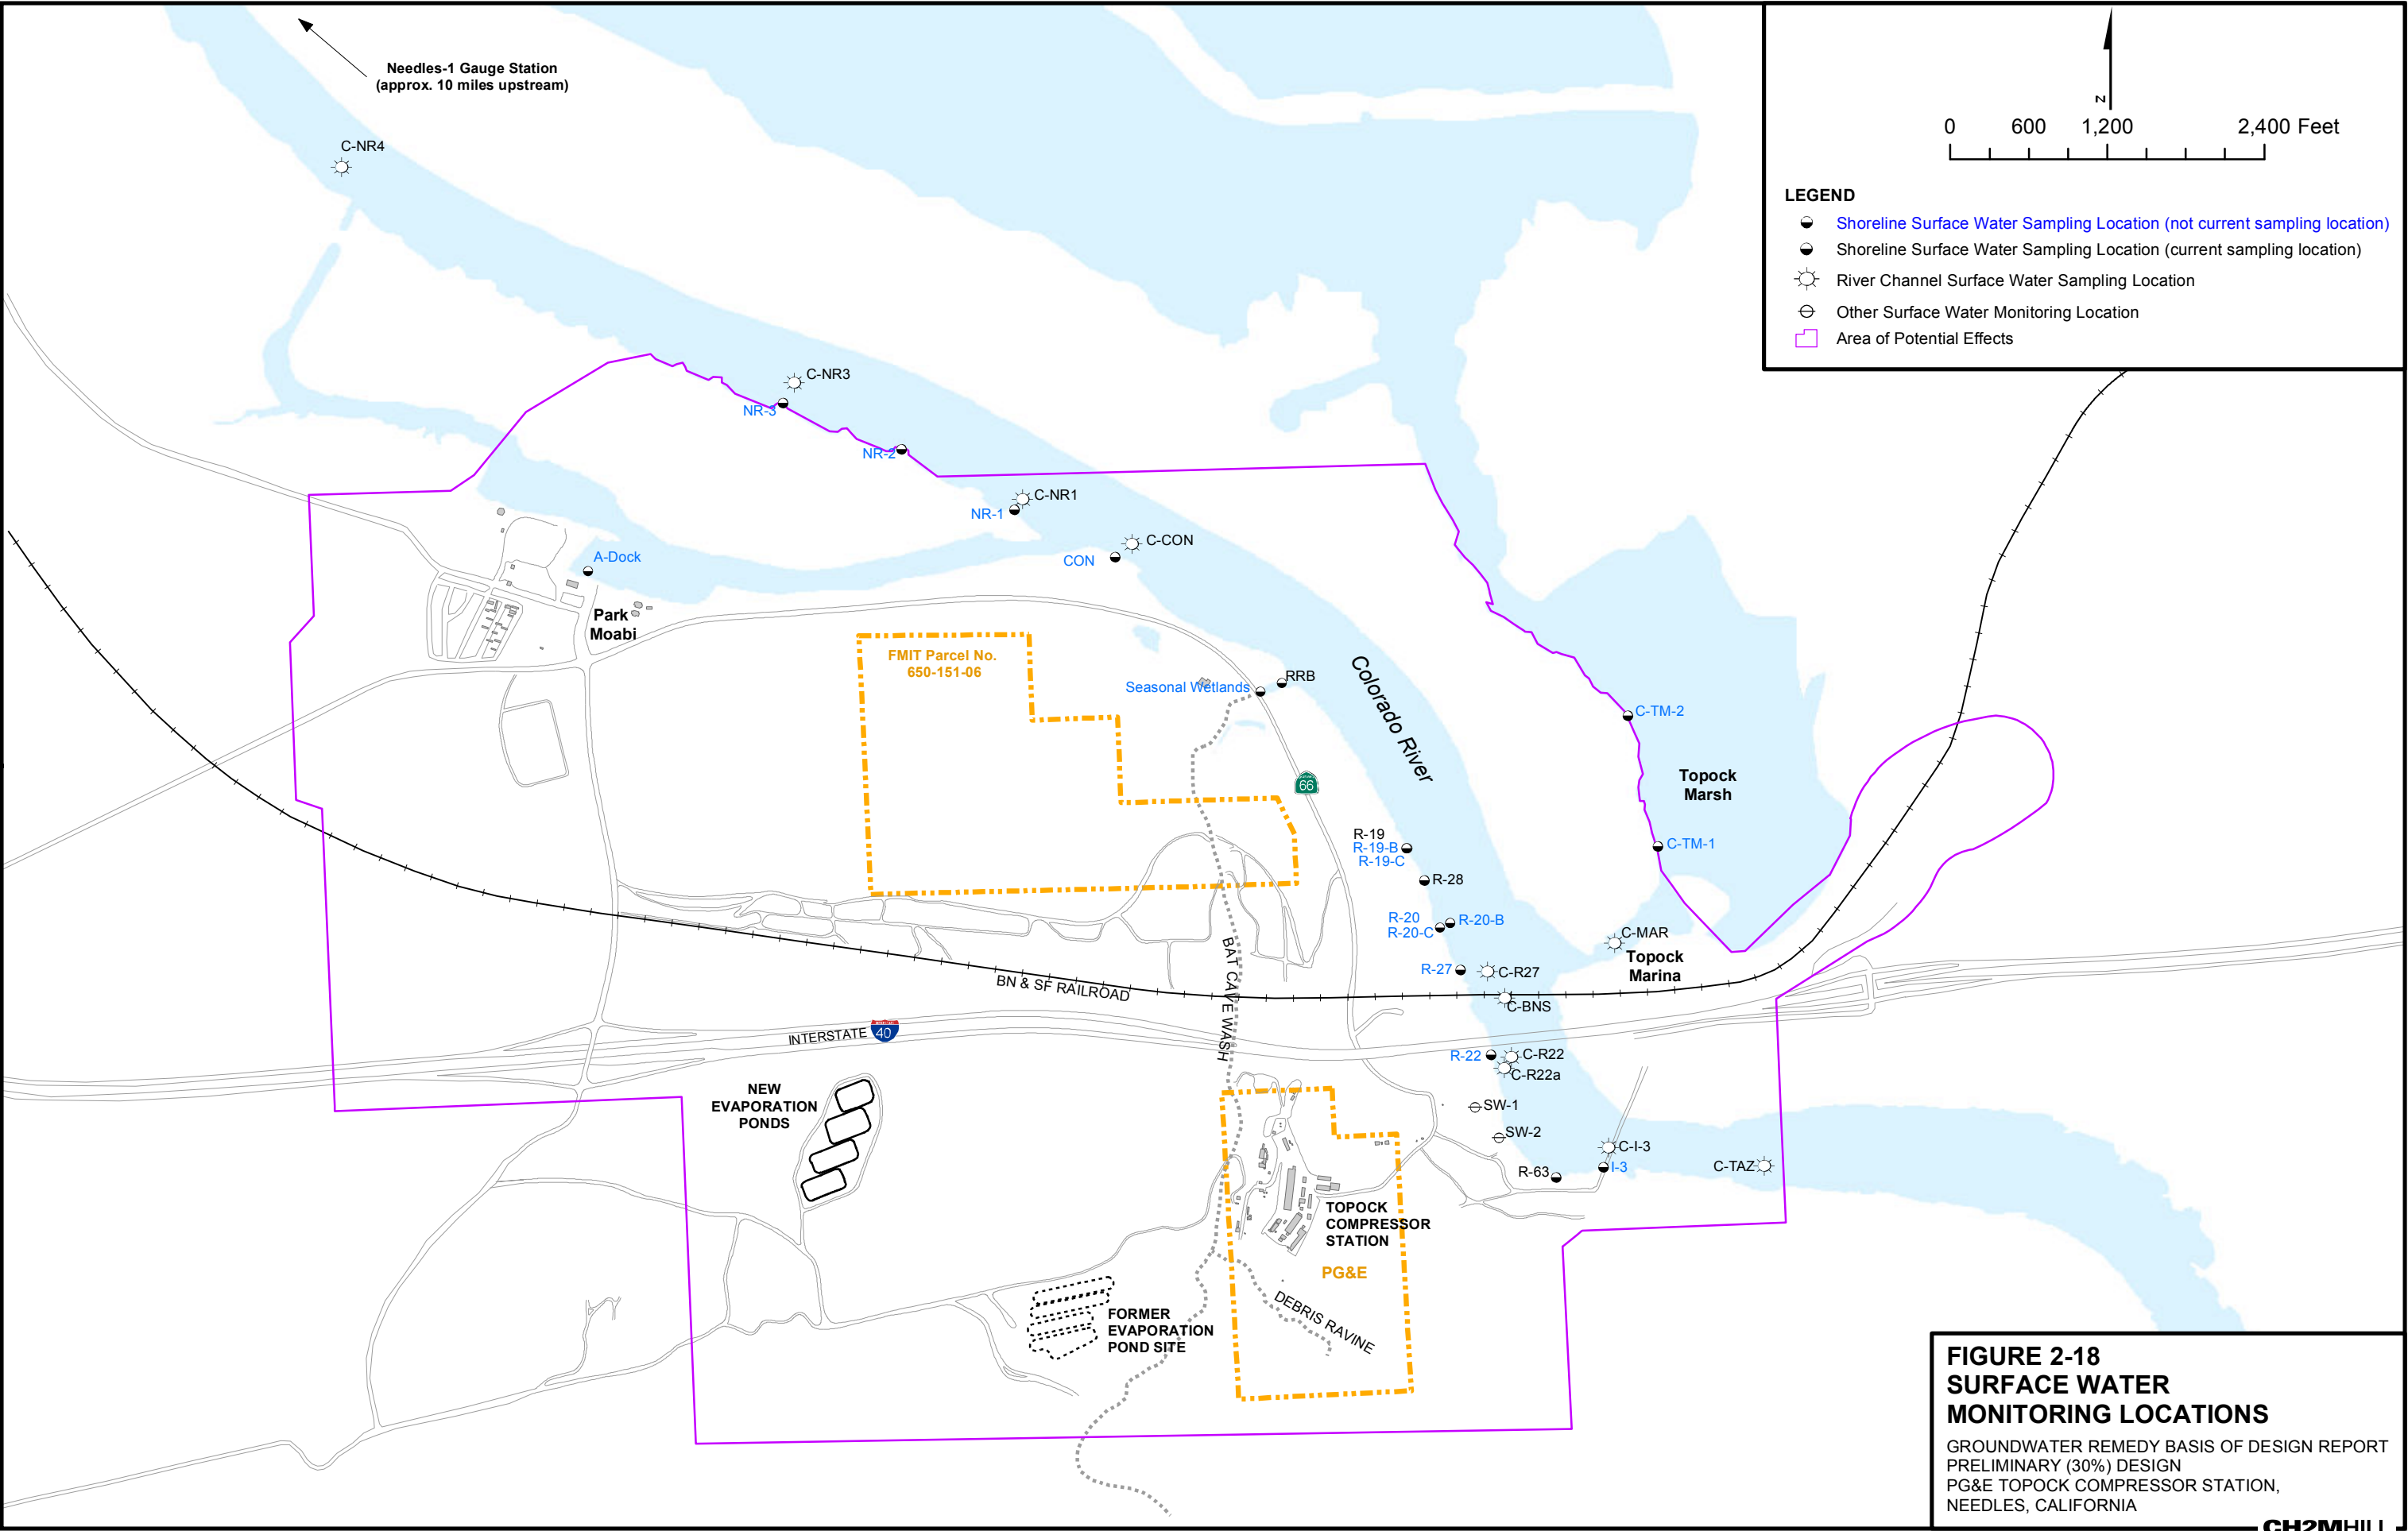 Needles-1 Gauge Station
(approx. 10 miles upstream)
N
0 600 1,200 2,400 Feet
LEGEND
Shoreline Surface Water Sampling Location (not current sampling location)
Shoreline Surface Water Sampling Location (current sampling location)
River Channel Surface Water Sampling Location
Other Surface Water Monitoring Location
Area of Potential Effects
C-NR4
C-NR3
NR-3
NR-2
C-NR1
NR-1
C-CON
CON
A-Dock
Park
Moabi
FMIT Parcel No.
650-151-06
Seasonal Wetlands
RRB
Colorado River
66
C-TM-2
Topock
Marsh
C-TM-1
R-19
R-19-B
R-19-C
R-28
R-20
R-20-C
R-20-B
C-MAR
Topock
Marina
R-27
C-R27
C-BNS
BAT CAVE WASH
BN & SF RAILROAD
INTERSTATE
40
R-22
C-R22
C-R22a
NEW
EVAPORATION
PONDS
SW-1
SW-2
C-I-3
I-3
R-63
C-TAZ
TOPOCK
COMPRESSOR
STATION
PG&E
DEBRIS RAVINE
FORMER
EVAPORATION
POND SITE
FIGURE 2-18
SURFACE WATER
MONITORING LOCATIONS
GROUNDWATER REMEDY BASIS OF DESIGN REPORT
PRELIMINARY (30%) DESIGN
PG&E TOPOCK COMPRESSOR STATION,
NEEDLES, CALIFORNIA
CH2MHILL